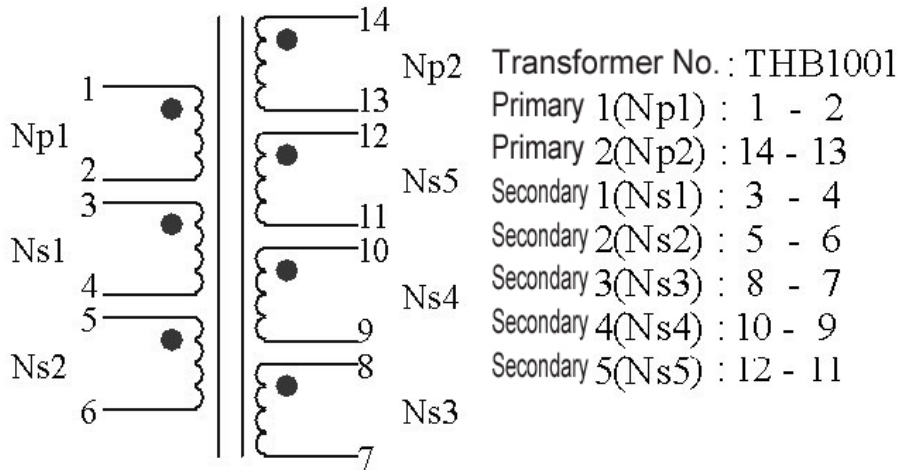 14
Np2
13
1
Np1
2
12
Ns5
11
3
Ns1
4
10
Ns4
9
5
Ns2
6
8
Ns3
7
Transformer No. : THB1001
Primary 1(Np1) : 1 - 2
Primary 2(Np2) : 14 - 13
Secondary 1(Ns1) : 3 - 4
Secondary 2(Ns2) : 5 - 6
Secondary 3(Ns3) : 8 - 7
Secondary 4(Ns4) : 10 - 9
Secondary 5(Ns5) : 12 - 11